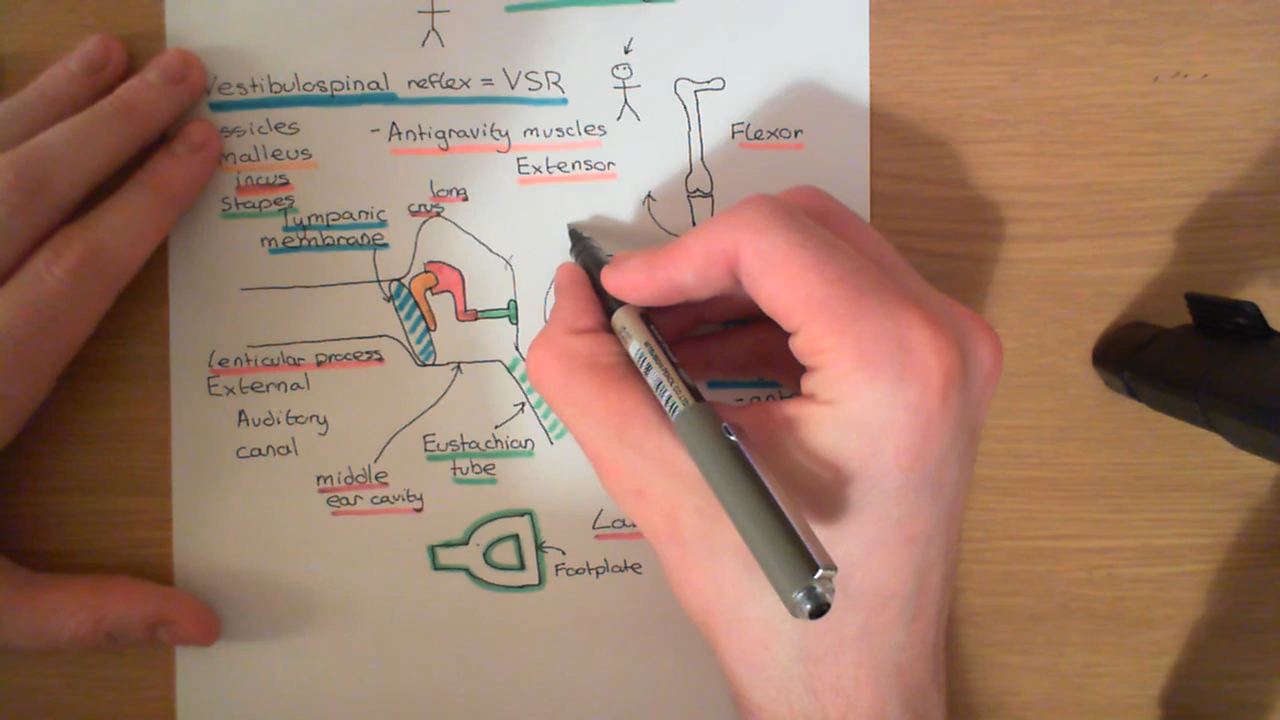 Vestibulospinal reflex = VSR
ssicles
malleus
incus
stapes
- Antigravity muscles
Extensor
Flexor
long
crus
Tympanic
membrane
Lenticular process
External
Auditory
canal
middle
ear cavity
Eustachian
tube
Footplate